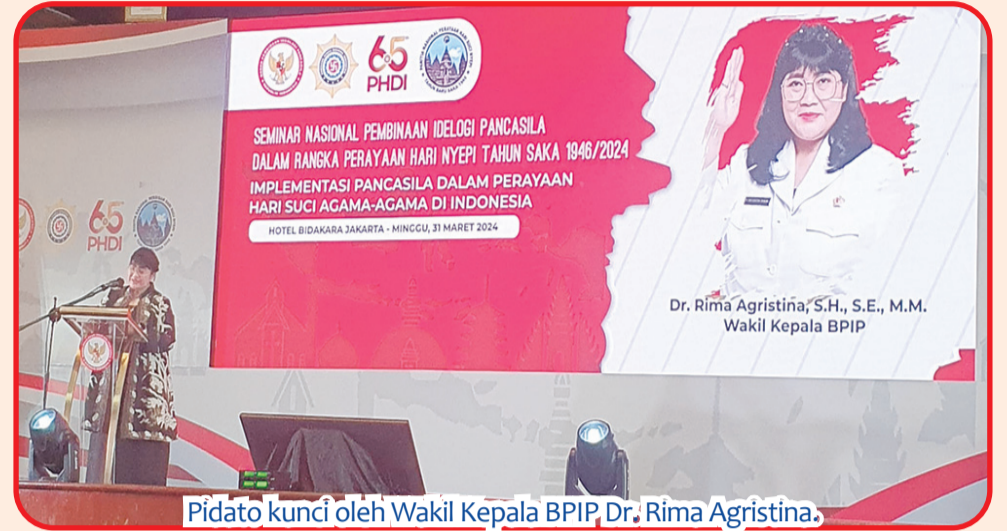 65
PHDI
SEMINAR NASIONAL PEMBINAAN IDELOGI PANCASILA
DALAM RANGKA PERAYAAN HARI NYEPI TAHUN SAKA 1946/2024
IMPLEMENTASI PANCASILA DALAM PERAYAAN
HARI SUCI AGAMA-AGAMA DI INDONESIA
HOTEL BIDAKARA JAKARTA - MINGGU, 31 MARET 2024
Dr. Rima Agristina, S.H., S.E., M.M.
Wakil Kepala BPIP
65
PHDI
Pidato kunci oleh Wakil Kepala BPIP Dr. Rima Agristina.